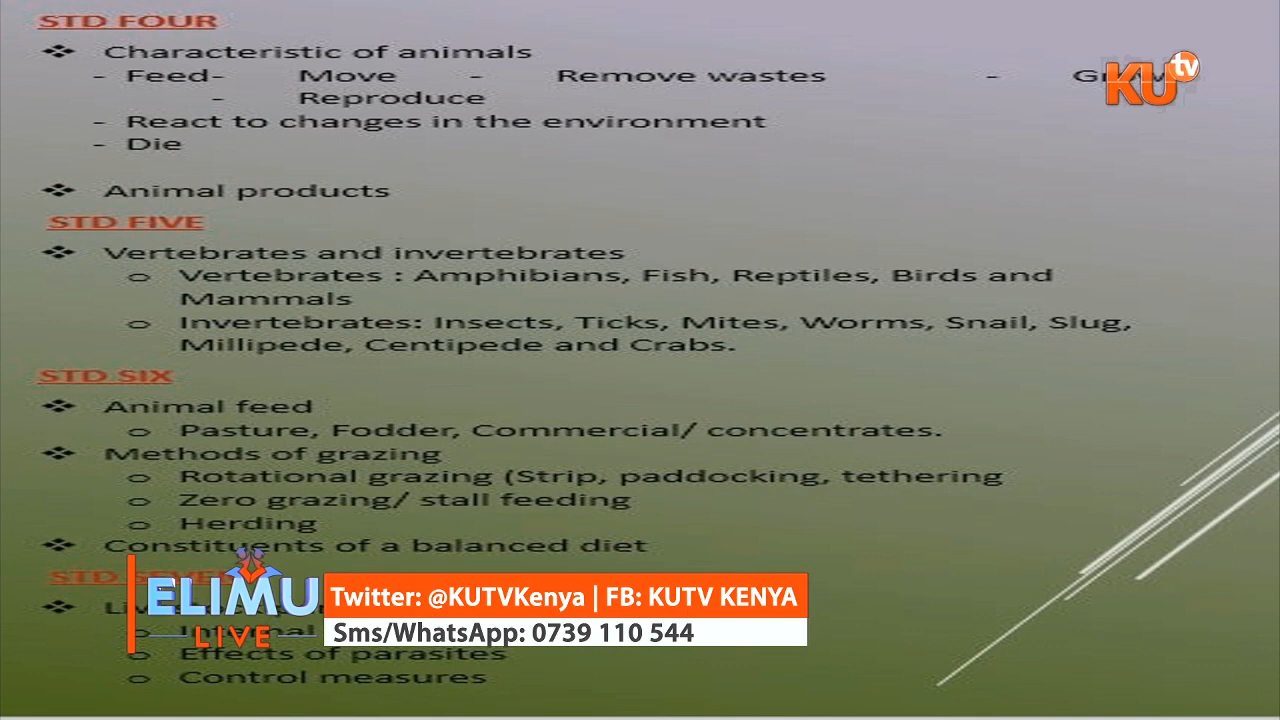 STD FOUR
❖ Characteristic of animals
- Feed- Move - Remove wastes -
- Reproduce
- React to changes in the environment
- Die
❖ Animal products
STD FIVE
❖ Vertebrates and invertebrates
o Vertebrates : Amphibians, Fish, Reptiles, Birds and
Mammals
o Invertebrates: Insects, Ticks, Mites, Worms, Snail, Slug,
Millipede, Centipede and Crabs.
STD SIX
❖ Animal feed
o Pasture, Fodder, Commercial/ concentrates.
❖ Methods of grazing
o Rotational grazing (Strip, paddocking, tethering
o Zero grazing/ stall feeding
o Herding
❖ Constituents of a balanced diet
STD
❖
o
o Effects of parasites
o Control measures
KU tv
ELIMU
LIVE
Twitter: @KUTVKenya | FB: KUTV KENYA
Sms/WhatsApp: 0739 110 544